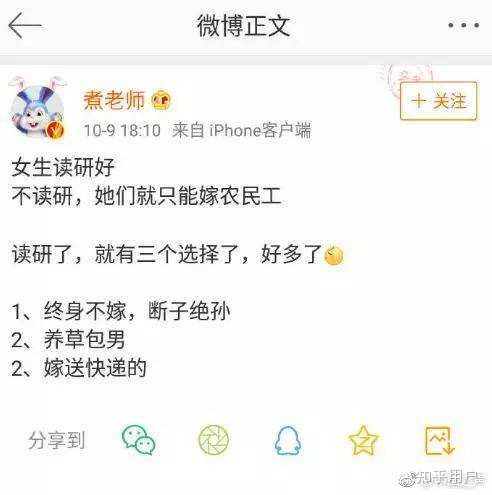 微博正文
煮老师
+ 关注
10-9 18:10 来自 iPhone客户端
女生读研好
不读研，她们就只能嫁农民工
读研了，就有三个选择了，好多了
1、终身不嫁，断子绝孙
2、养草包男
2、嫁送快递的
分享到
知乎用户